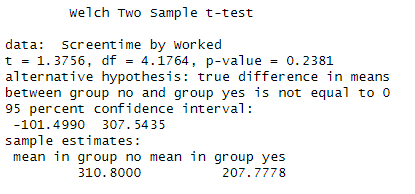 Welch Two Sample t-test
data:  Screentime by Worked
t = 1.3756, df = 4.1764, p-value = 0.2381
alternative hypothesis: true difference in means
between group no and group yes is not equal to 0
95 percent confidence interval:
-101.4990  307.5435
sample estimates:
mean in group no mean in group yes
310.8000          207.7778